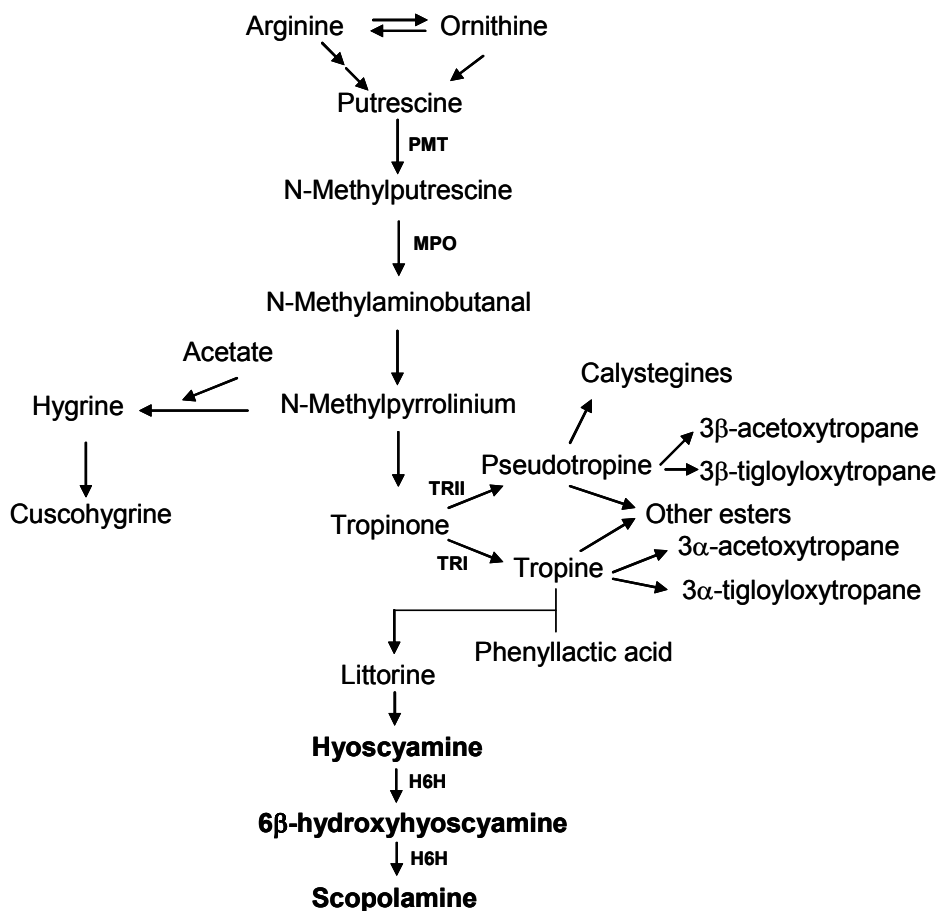 Arginine
Ornithine
Putrescine
PMT
N-Methylputrescine
MPO
N-Methylaminobutanal
Acetate
Calystegines
Hygrine
N-Methylpyrrolinium
3β-acetoxytropane
Pseudotropine
3β-tigloyloxytropane
TRII
Cuscohygrine
Other esters
Tropinone
3α-acetoxytropane
TRI
Tropine
3α-tigloyloxytropane
Phenyllactic acid
Littorine
Hyoscyamine
H6H
6β-hydroxyhyoscyamine
H6H
Scopolamine